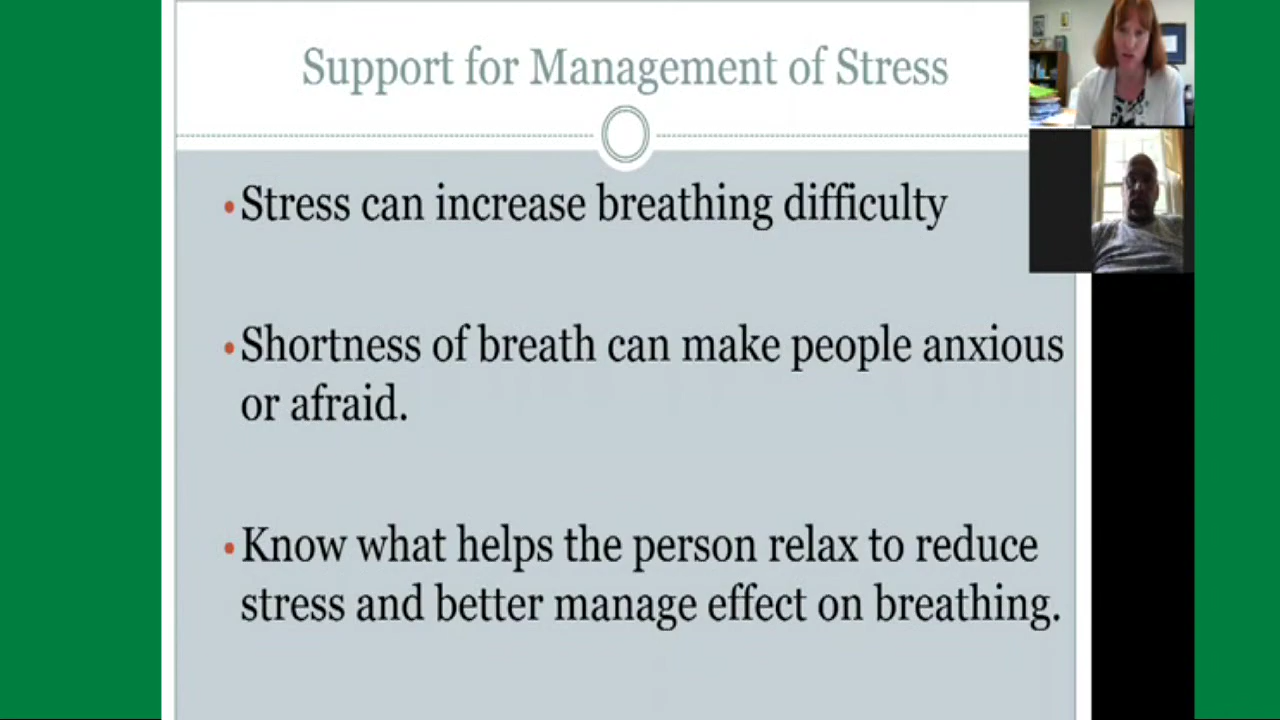 Support for Management of Stress
•Stress can increase breathing difficulty
•Shortness of breath can make people anxious
or afraid.
•Know what helps the person relax to reduce
stress and better manage effect on breathing.